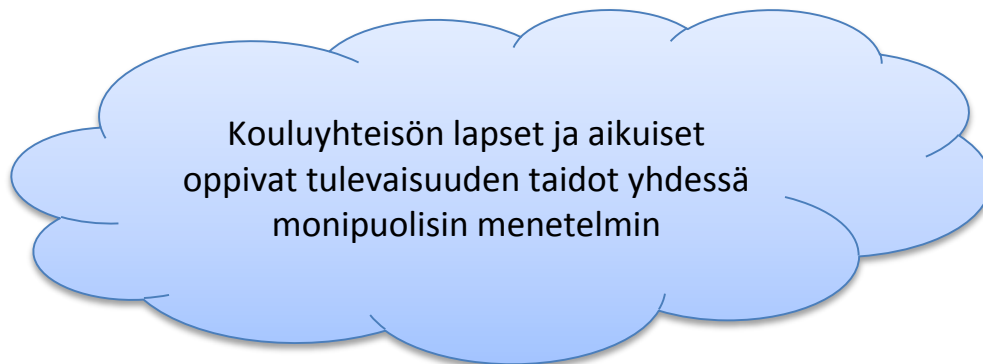 Kouluyhteisön lapset ja aikuiset
oppivat tulevaisuuden taidot yhdessä
monipuolisin menetelmin